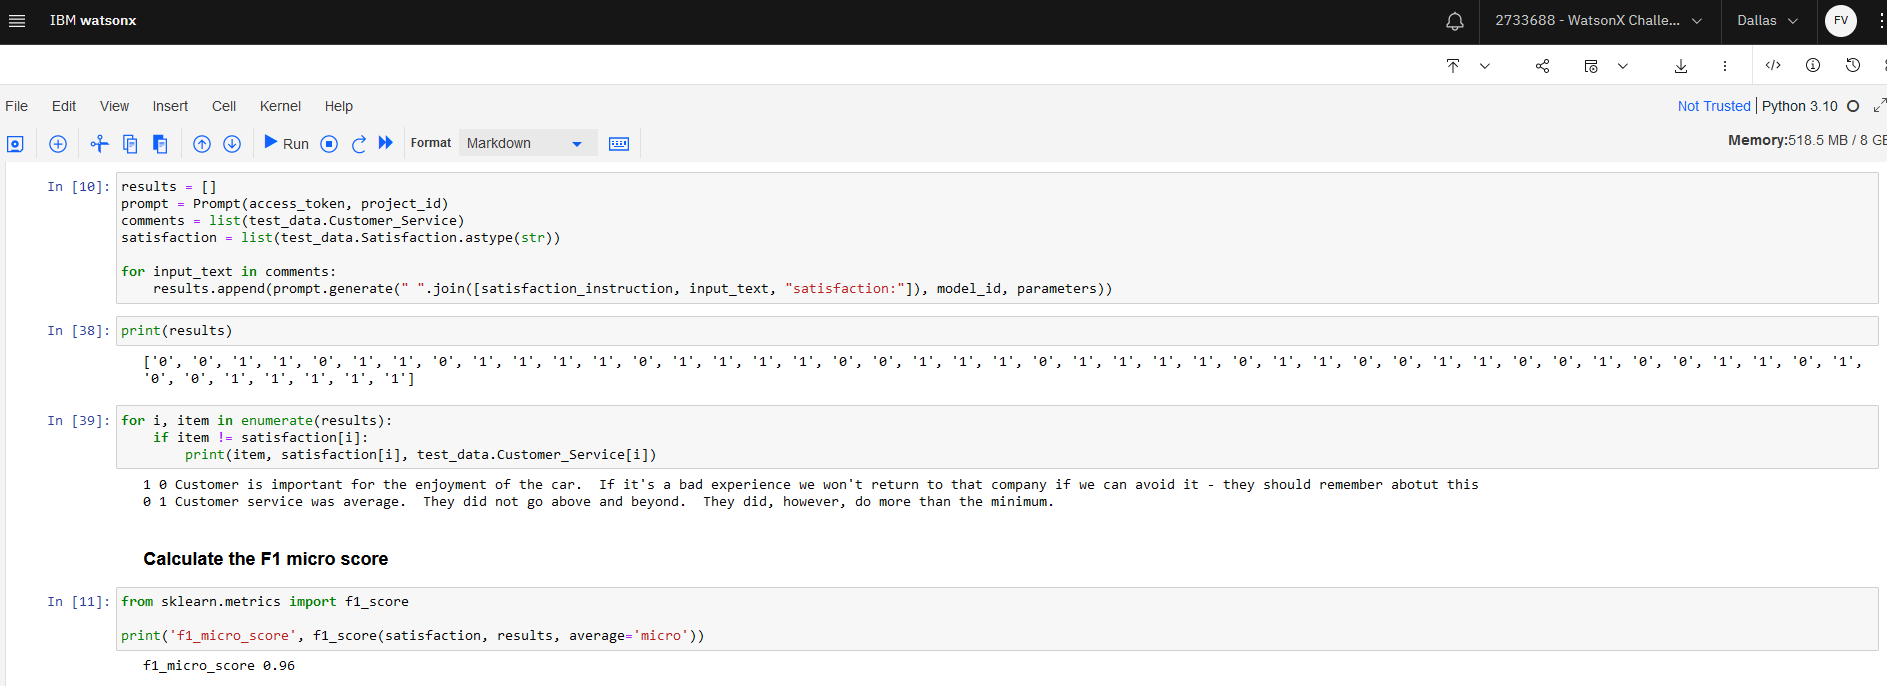 IBM watsonx
2733688 - WatsonX Challe...
Dallas
FV
File Edit View Insert Cell Kernel Help
Not Trusted Python 3.10
Run
Format
Markdown
Memory:518.5 MB / 8
In [10]:
results = []
prompt = Prompt(access_token, project_id)
comments = list(test_data.Customer_Service)
satisfaction = list(test_data.Satisfaction.astype(str))
for input_text in comments:
results.append(prompt.generate(" ".join([satisfaction_instruction, input_text, "satisfaction:"]), model_id, parameters))
In [38]:
print(results)
['0', '0', '1', '1', '0', '1', '1', '0', '1', '1', '1', '1', '0', '1', '1', '1', '1', '0', '0', '1', '1', '1', '0', '1', '1', '1', '1', '0', '1', '1', '0', '0', '1', '1', '0', '0', '1', '0', '0', '1', '1', '0', '1',
'0', '0', '1', '1', '1', '1', '1']
In [39]:
for i, item in enumerate(results):
if item != satisfaction[i]:
print(item, satisfaction[i], test_data.Customer_Service[i])
1 0 Customer is important for the enjoyment of the car.  If it's a bad experience we won't return to that company if we can avoid it - they should remember abotut this
0 1 Customer service was average.  They did not go above and beyond.  They did, however, do more than the minimum.
Calculate the F1 micro score
In [11]:
from sklearn.metrics import f1_score
print('f1_micro_score', f1_score(satisfaction, results, average='micro'))
f1_micro_score 0.96